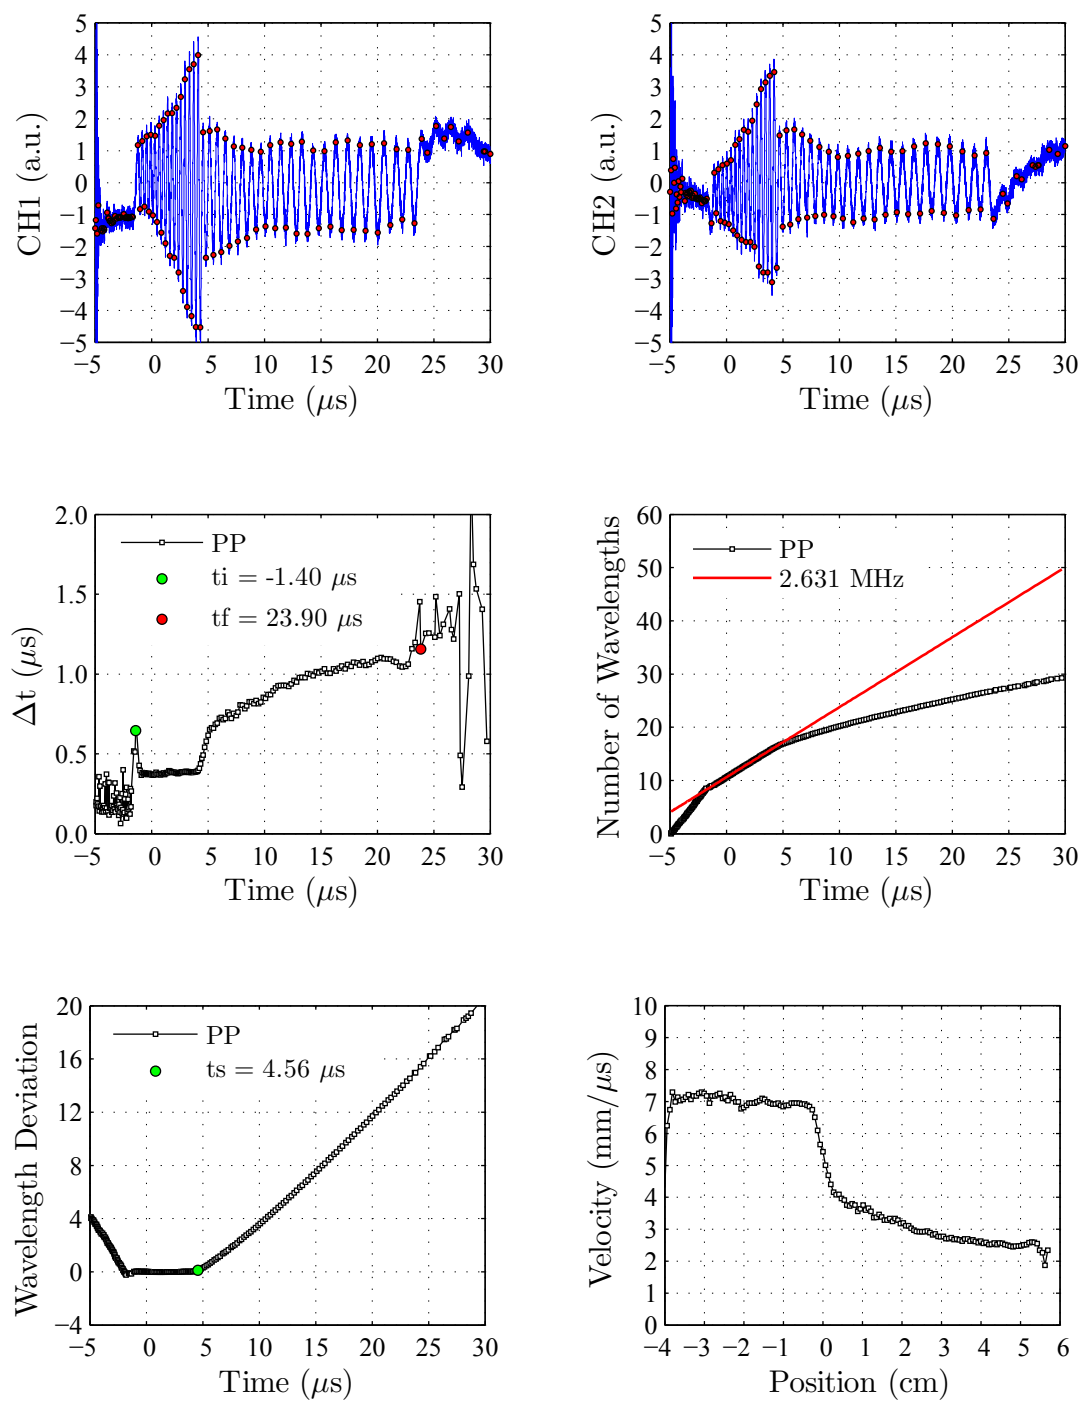 5
4
3
2
1
0
−1
−2
−3
−4
−5
CH1 (a.u.)
−5 0 5 10 15 20 25 30
Time (μs)
5
4
3
2
1
0
−1
−2
−3
−4
−5
CH2 (a.u.)
−5 0 5 10 15 20 25 30
Time (μs)
2.0
1.5
1.0
0.5
0.0
Δt (μs)
PP
ti = -1.40 μs
tf = 23.90 μs
−5 0 5 10 15 20 25 30
Time (μs)
60
50
40
30
20
10
0
Number of Wavelengths
PP
2.631 MHz
−5 0 5 10 15 20 25 30
Time (μs)
20
16
12
8
4
0
−4
Wavelength Deviation
PP
ts = 4.56 μs
−5 0 5 10 15 20 25 30
Time (μs)
10
9
8
7
6
5
4
3
2
1
0
Velocity (mm/μs)
−4 −3 −2 −1 0 1 2 3 4 5 6
Position (cm)